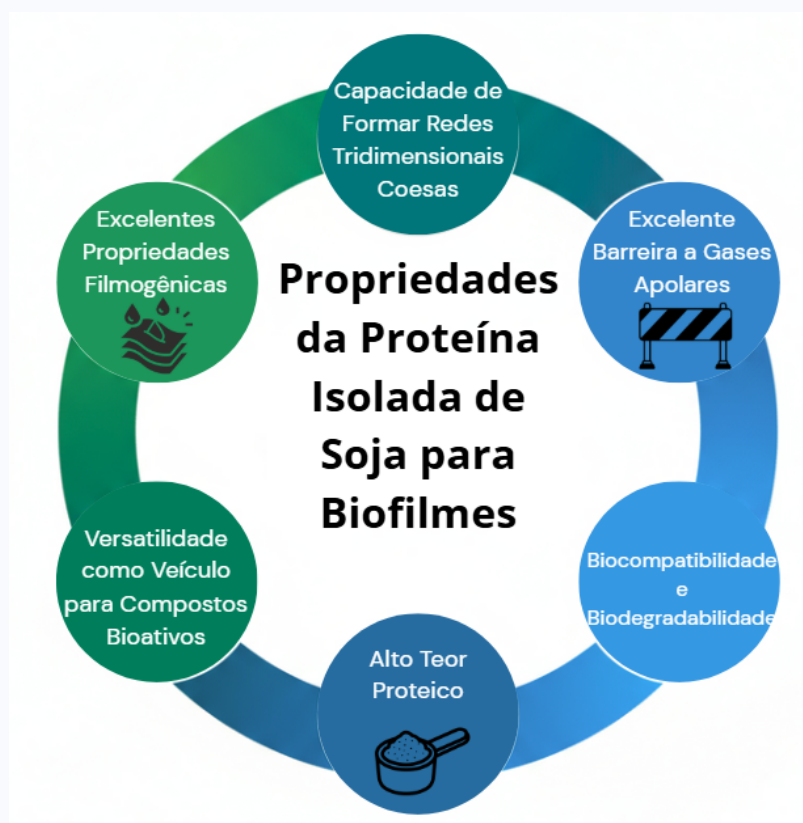 Capacidade de
Formar Redes
Tridimensionais
Coesas
Excelentes
Propriedades
Filmogênicas
Excelente
Barreira a Gases
Apolares
Propriedades
da Proteína
Isolada de
Soja para
Biofilmes
Versatilidade
como Veículo
para Compostos
Bioativos
Biocompatibilidade
e
Biodegradabilidade
Alto Teor
Proteico